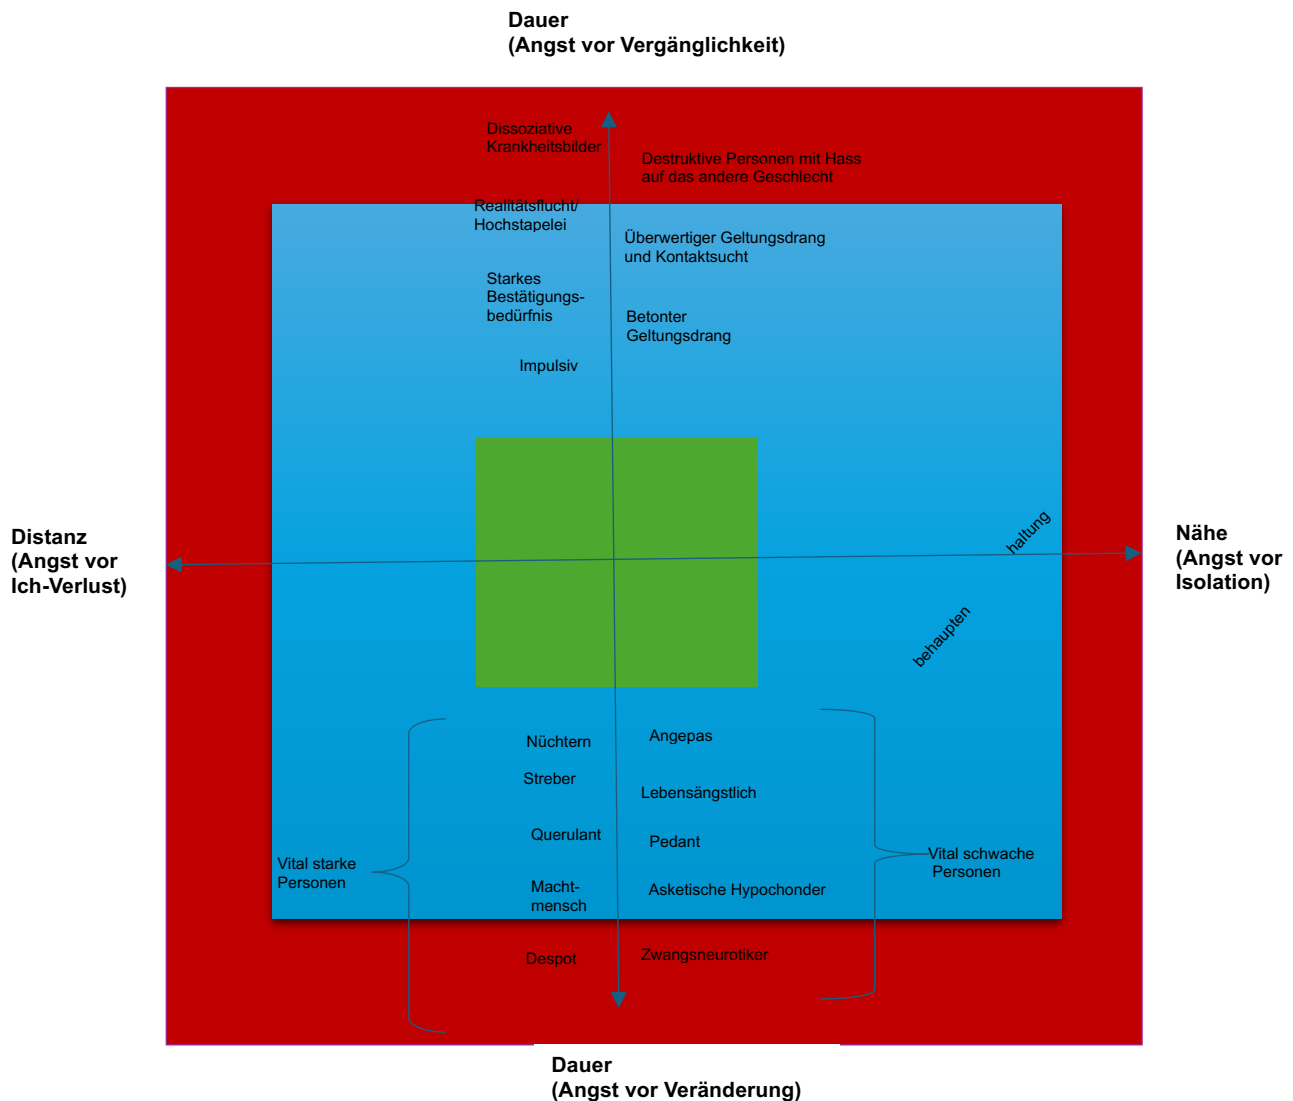 Dauer
(Angst vor Vergänglichkeit)
Dissoziative
Krankheitsbilder
Destruktive Personen mit Hass
auf das andere Geschlecht
Realitätsflucht/
Hochstapelei
Überwertiger Geltungsdrang
und Kontaktsucht
Starkes
Bestätigungs-
bedürfnis
Betonter
Geltungsdrang
Impulsiv
Distanz
(Angst vor
Ich-Verlust)
haltung
Nähe
(Angst vor
Isolation)
behaupten
Nüchtern
Angepas
Streber
Lebensängstlich
Querulant
Pedant
Vital starke
Personen
Vital schwache
Personen
Macht-
mensch
Asketische Hypochonder
Despot
Zwangsneurotiker
Dauer
(Angst vor Veränderung)